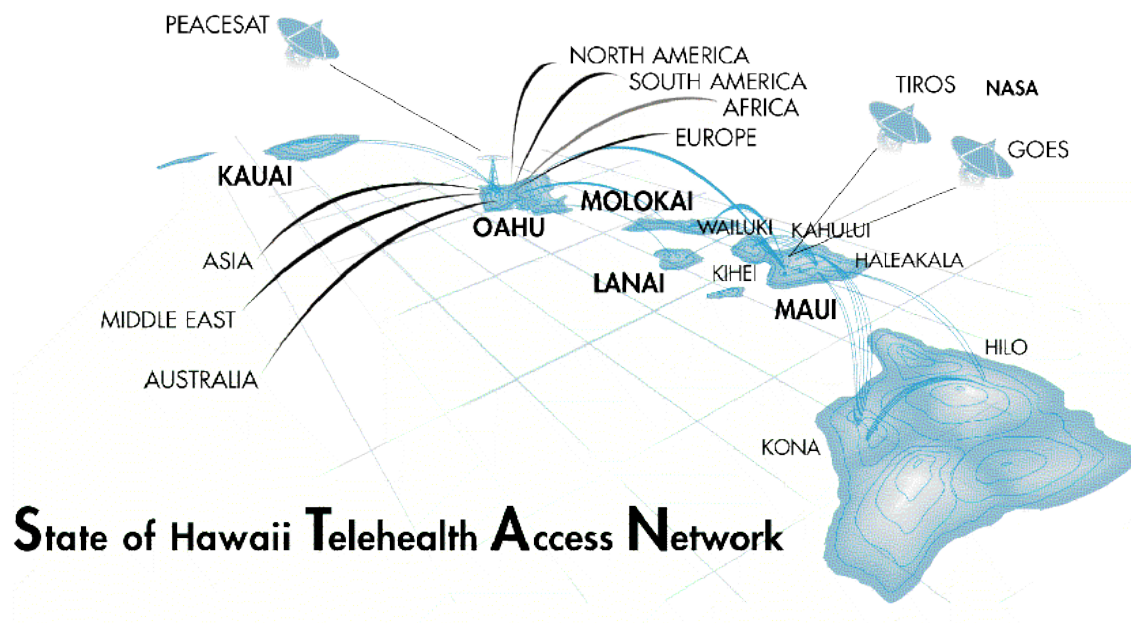 PEACESAT
NORTH AMERICA
SOUTH AMERICA
AFRICA
EUROPE
TIROS NASA
GOES
KAUAI
OAHU
MOLOKAI
WAILUKI KAHULUI
ASIA
LANAI
KIHEI
HALEAKALA
MAUI
MIDDLE EAST
AUSTRALIA
HILO
KONA
State of Hawaii Telehealth Access Network